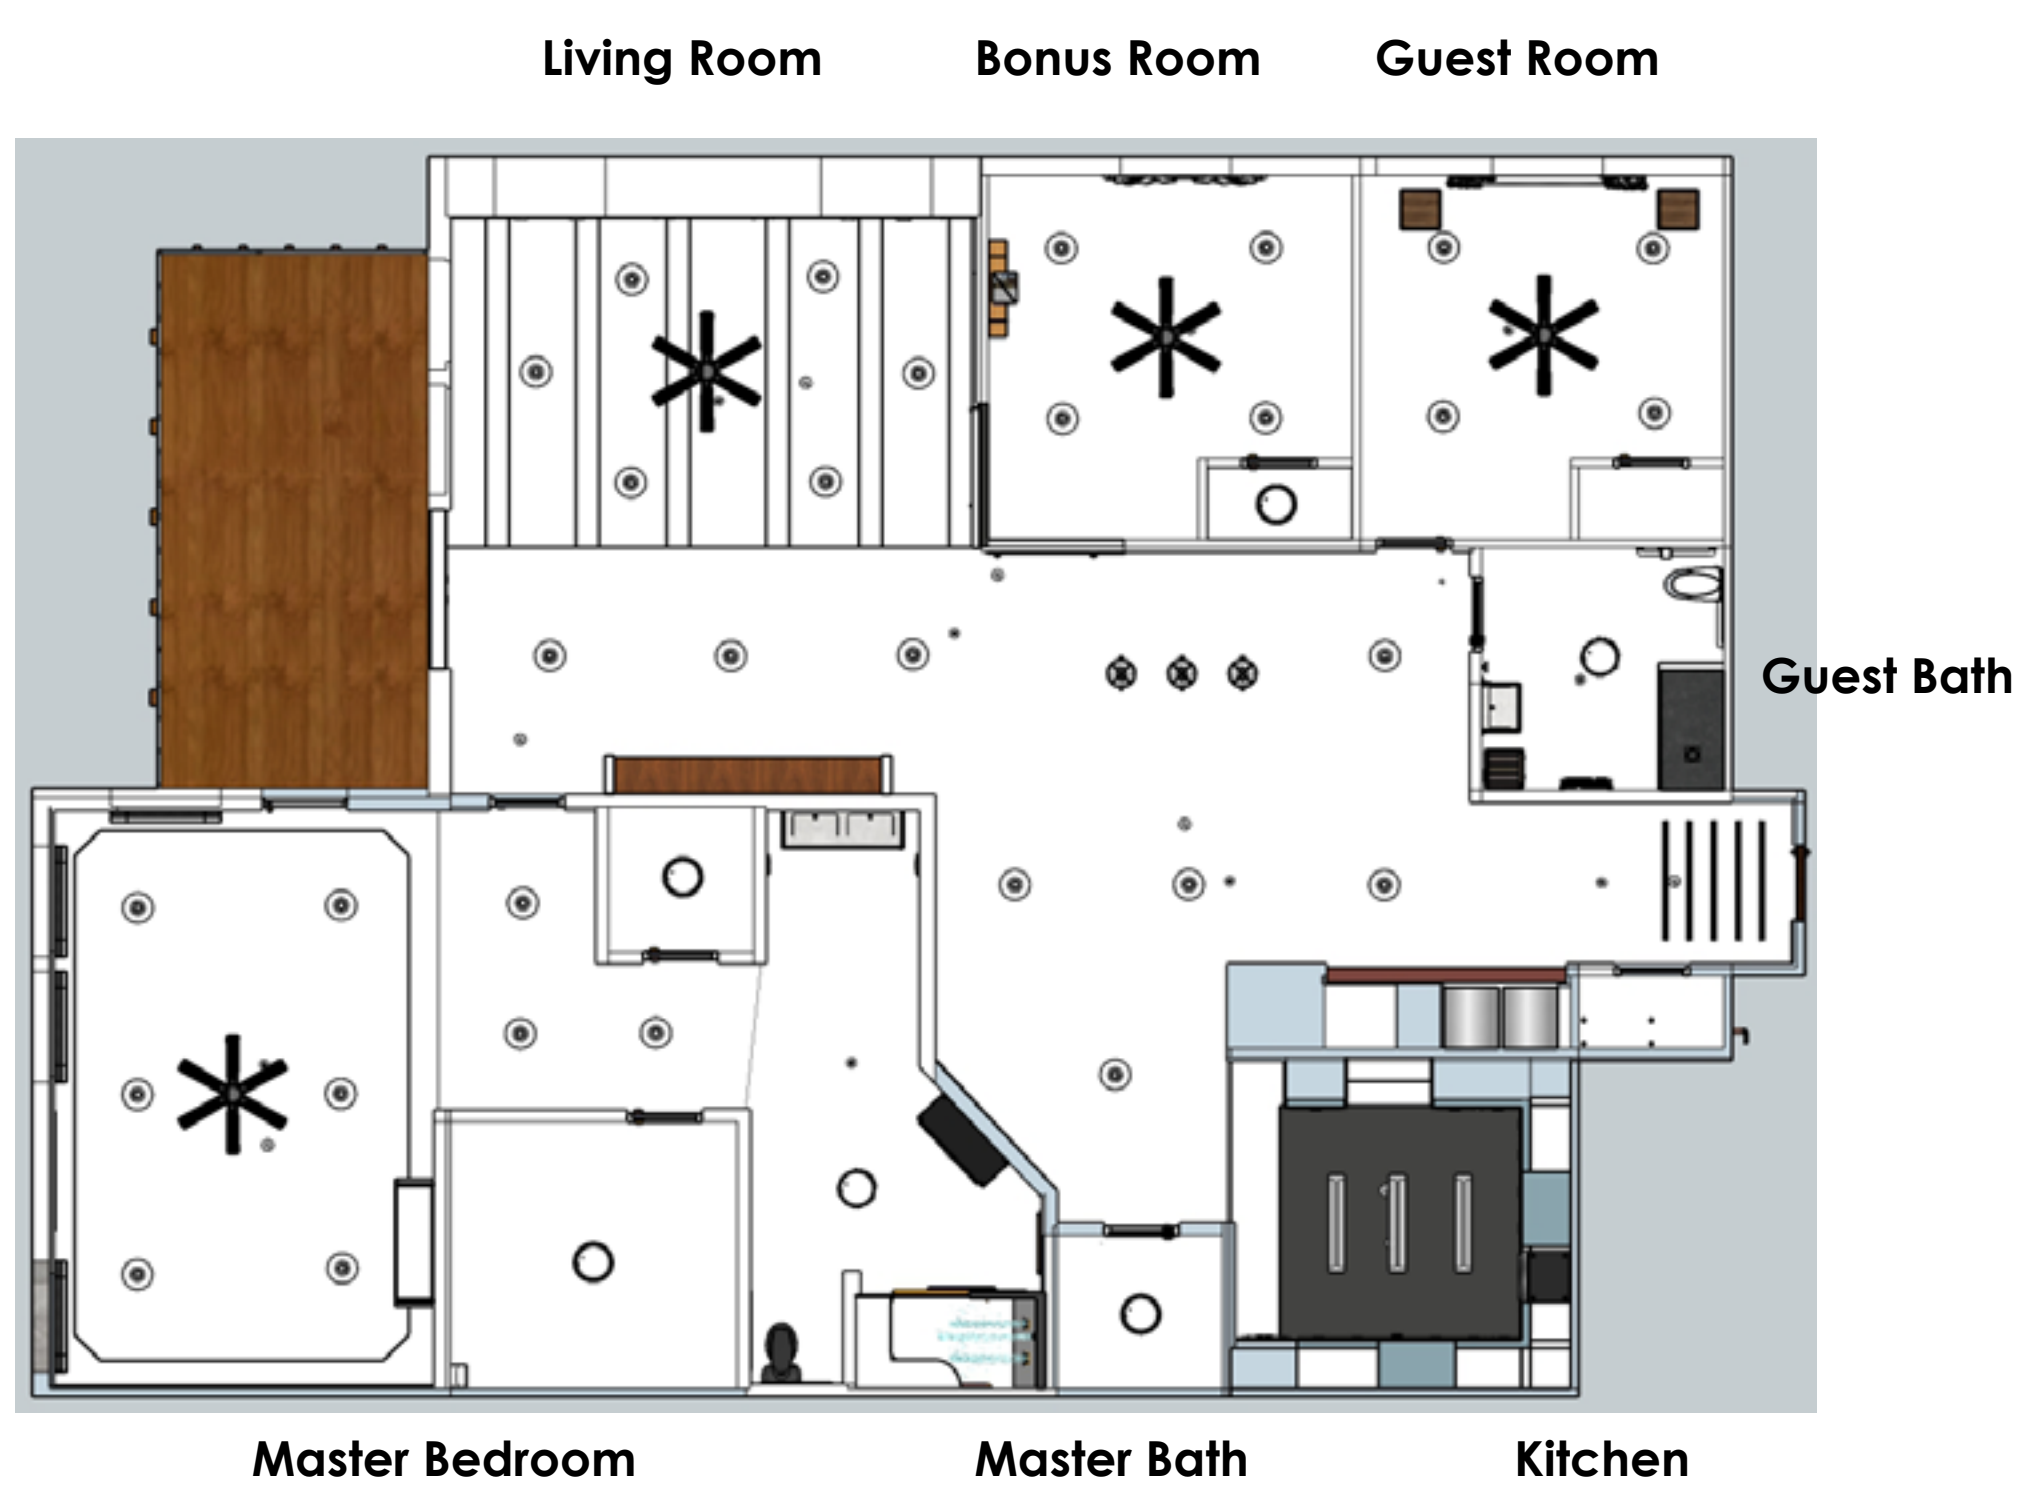 Living Room
Bonus Room
Guest Room
Guest Bath
Master Bedroom
Master Bath
Kitchen